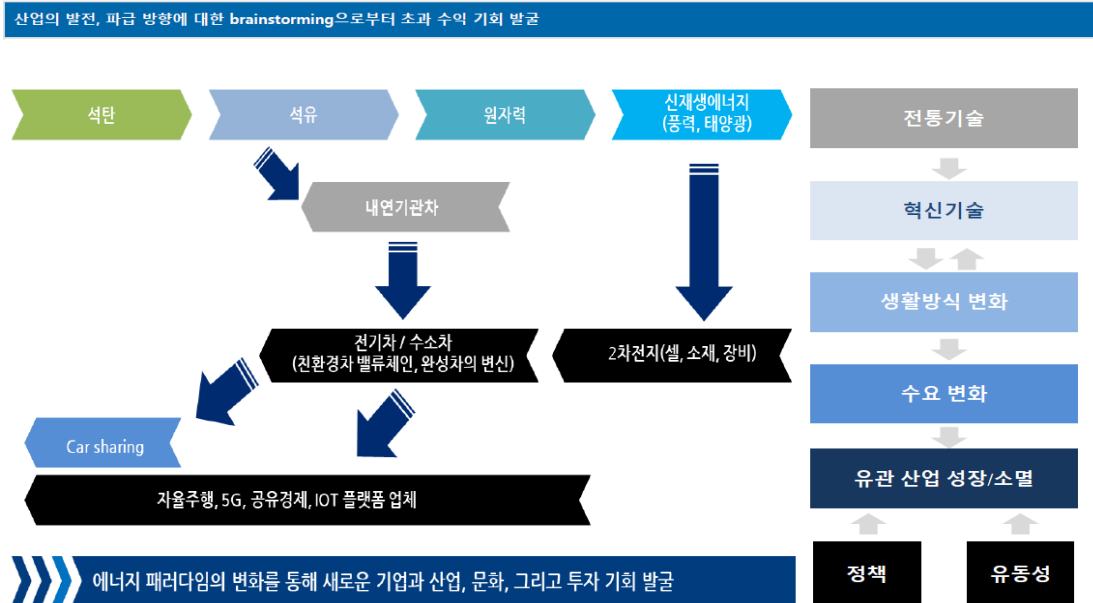 산업의 발전, 파급 방향에 대한 brainstorming으로부터 초과 수익 기회 발굴
석탄
석유
원자력
신재생에너지
(풍력, 태양광)
내연기관차
전기차 / 수소차
(친환경차 밸류체인, 완성차의 변신)
2차전지(셀, 소재, 장비)
Car sharing
자율주행, 5G, 공유경제, IOT 플랫폼 업체
에너지 패러다임의 변화를 통해 새로운 기업과 산업, 문화, 그리고 투자 기회 발굴
전통기술
혁신기술
생활방식 변화
수요 변화
유관 산업 성장/소멸
정책
유동성